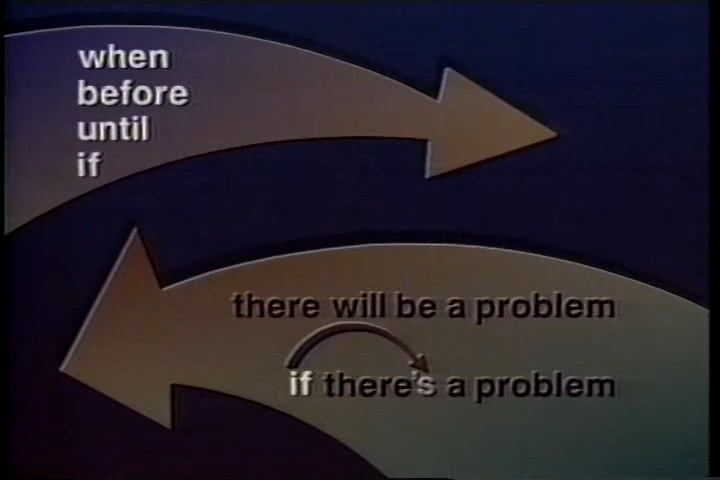 when
before
until
if
there will be a problem
if there's a problem